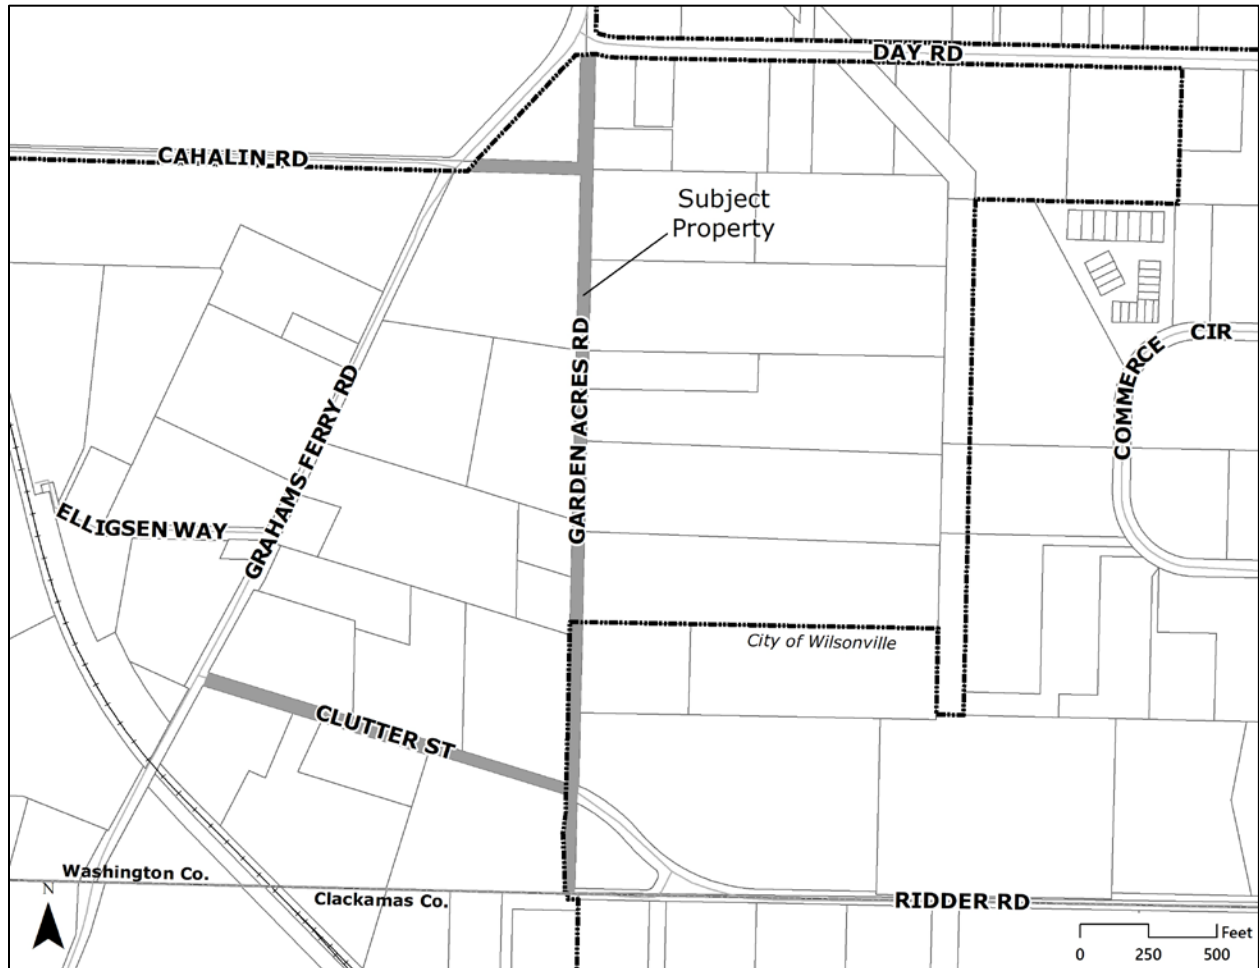 DAY RD
CAHALIN RD
Subject
Property
GARDEN ACRES RD
GRAHAMS FERRY RD
COMMERCE CIR
ELLIGSEN WAY
City of Wilsonville
CLUTTER ST
Washington Co.
Clackamas Co.
RIDDER RD
N
Feet
0 250 500